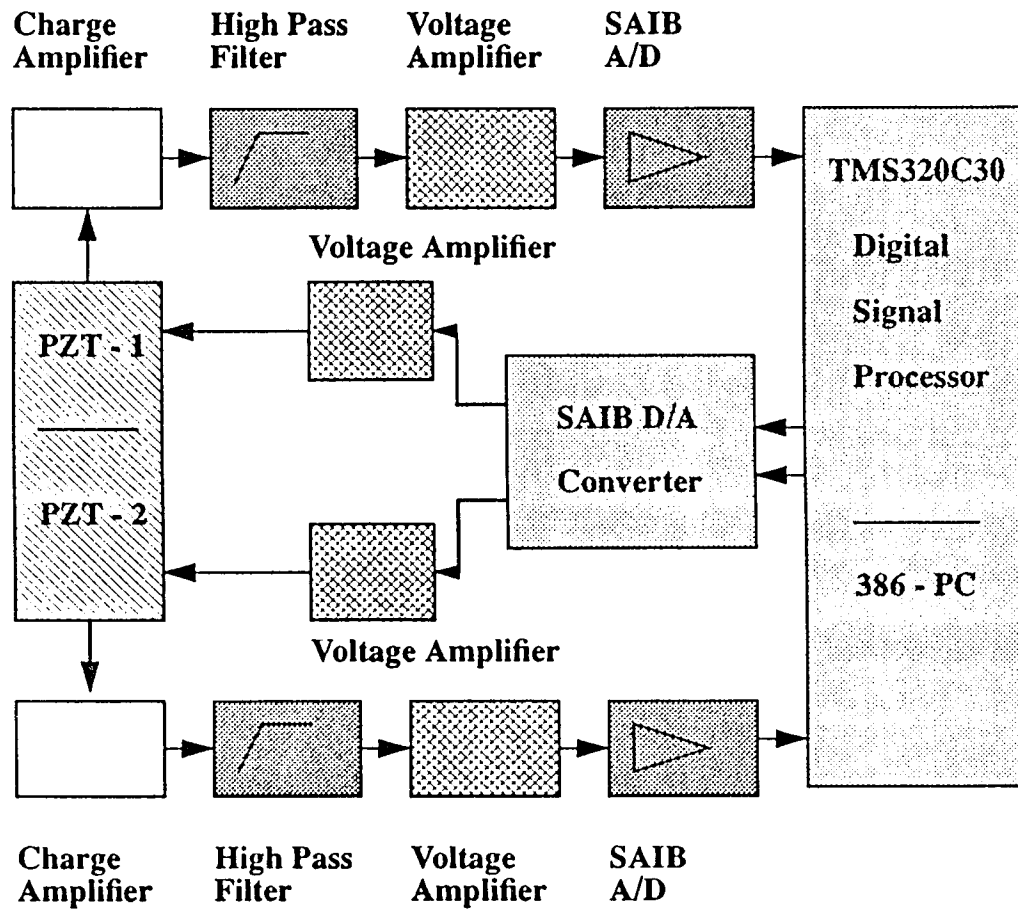 Charge
Amplifier
High Pass
Filter
Voltage
Amplifier
SAIB
A/D
TMS320C30
Digital
Signal
Processor
386 - PC
Voltage Amplifier
PZT - 1
PZT - 2
SAIB D/A
Converter
Voltage Amplifier
Charge
Amplifier
High Pass
Filter
Voltage
Amplifier
SAIB
A/D